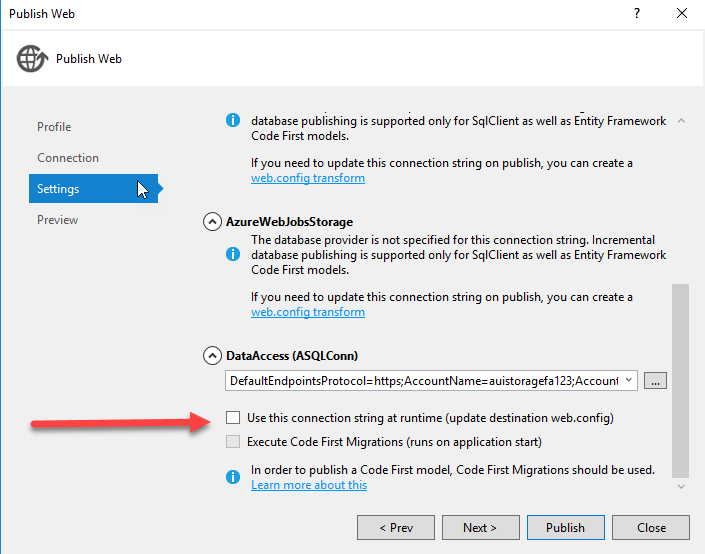 Publish Web
?
Publish Web
Profile
Connection
Settings
Preview
database publishing is supported only for SqlClient as well as Entity Framework
Code First models.
If you need to update this connection string on publish, you can create a
web.config transform
AzureWebJobsStorage
The database provider is not specified for this connection string. Incremental
database publishing is supported only for SqlClient as well as Entity Framework
Code First models.
If you need to update this connection string on publish, you can create a
web.config transform
DataAccess (ASQLConn)
DefaultEndpointsProtocol=https;AccountName=auistoragefa123;Account
...
Use this connection string at runtime (update destination web.config)
Execute Code First Migrations (runs on application start)
In order to publish a Code First model, Code First Migrations should be used.
Learn more about this
< Prev
Next >
Publish
Close